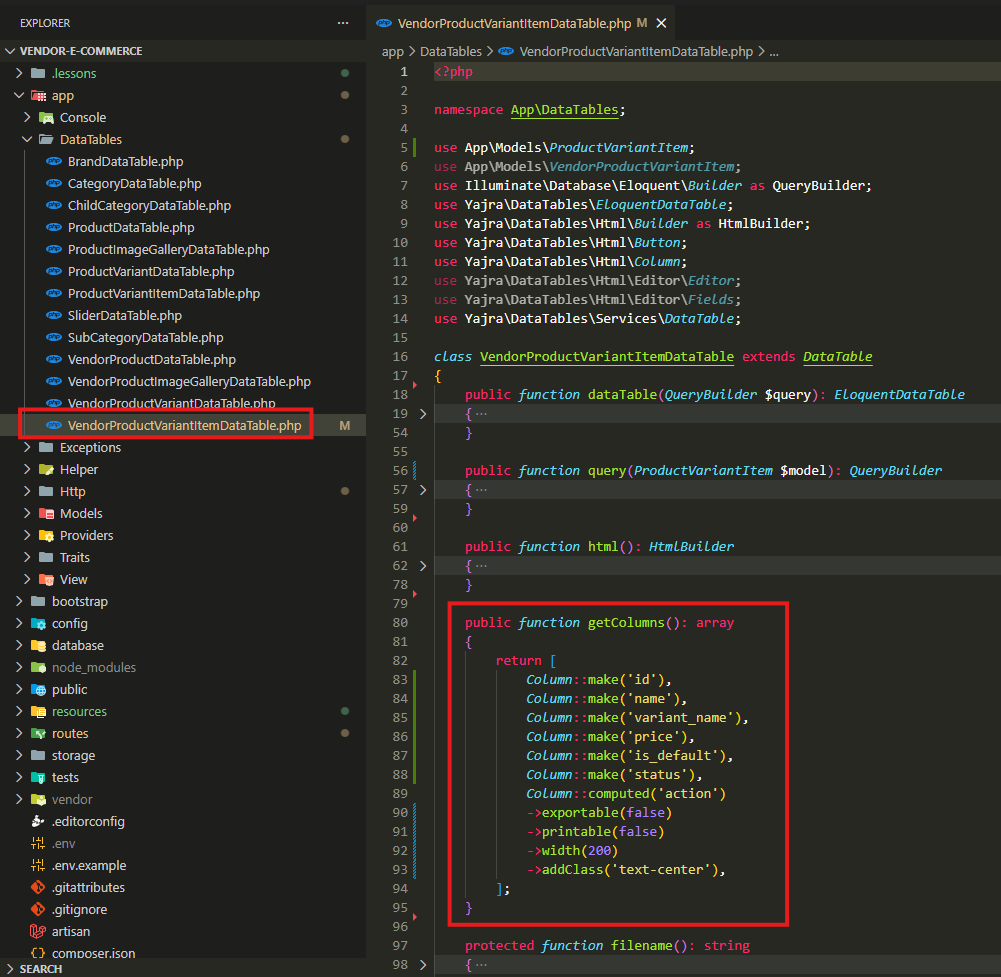 EXPLORER
...
VENDOR-E-COMMERCE
.lessons
app
Console
DataTables
BrandDataTable.php
CategoryDataTable.php
ChildCategoryDataTable.php
ProductDataTable.php
ProductImageGalleryDataTable.php
ProductVariantDataTable.php
ProductVariantItemDataTable.php
SliderDataTable.php
SubCategoryDataTable.php
VendorProductDataTable.php
VendorProductImageGalleryDataTable.php
VendorProductVariantDataTable.php
VendorProductVariantItemDataTable.php M
Exceptions
Helper
Http
Models
Providers
Traits
View
bootstrap
config
database
node_modules
public
resources
routes
storage
tests
vendor
.editorconfig
.env
.env.example
.gitattributes
.gitignore
artisan
composer.json
SEARCH
VendorProductVariantItemDataTable.php M
app > DataTables > VendorProductVariantItemDataTable.php > ...
1 <?php
2
3 namespace App\DataTables;
4
5 use App\Models\ProductVariantItem;
6 use App\Models\VendorProductVariantItem;
7 use Illuminate\Database\Eloquent\Builder as QueryBuilder;
8 use Yajra\DataTables\EloquentDataTable;
9 use Yajra\DataTables\Html\Builder as HtmlBuilder;
10 use Yajra\DataTables\Html\Button;
11 use Yajra\DataTables\Html\Column;
12 use Yajra\DataTables\Html\Editor\Editor;
13 use Yajra\DataTables\Html\Editor\Fields;
14 use Yajra\DataTables\Services\DataTable;
15
16 class VendorProductVariantItemDataTable extends DataTable
17 {
18 public function dataTable(QueryBuilder $query): EloquentDataTable
19 { ...
54 }
55
56 public function query(ProductVariantItem $model): QueryBuilder
57 { ...
59 }
60
61 public function html(): HtmlBuilder
62 { ...
78 }
79
80 public function getColumns(): array
81 {
82 return [
83 Column::make('id'),
84 Column::make('name'),
85 Column::make('variant_name'),
86 Column::make('price'),
87 Column::make('is_default'),
88 Column::make('status'),
89 Column::computed('action')
90 ->exportable(false)
91 ->printable(false)
92 ->width(200)
93 ->addClass('text-center'),
94 ];
95 }
96
97 protected function filename(): string
98 { ...